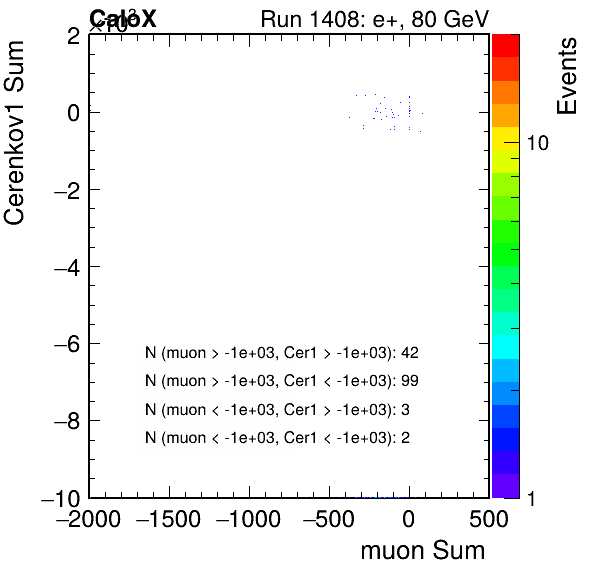 CaloX Run 1408: e+, 80 GeV
×10³
Cerenkov1 Sum
Events
2
0
−2
−4
−6
−8
−10
N (muon > -1e+03, Cer1 > -1e+03): 42
N (muon > -1e+03, Cer1 < -1e+03): 99
N (muon < -1e+03, Cer1 > -1e+03): 3
N (muon < -1e+03, Cer1 < -1e+03): 2
−2000 −1500 −1000 −500 0 500
muon Sum
10
1